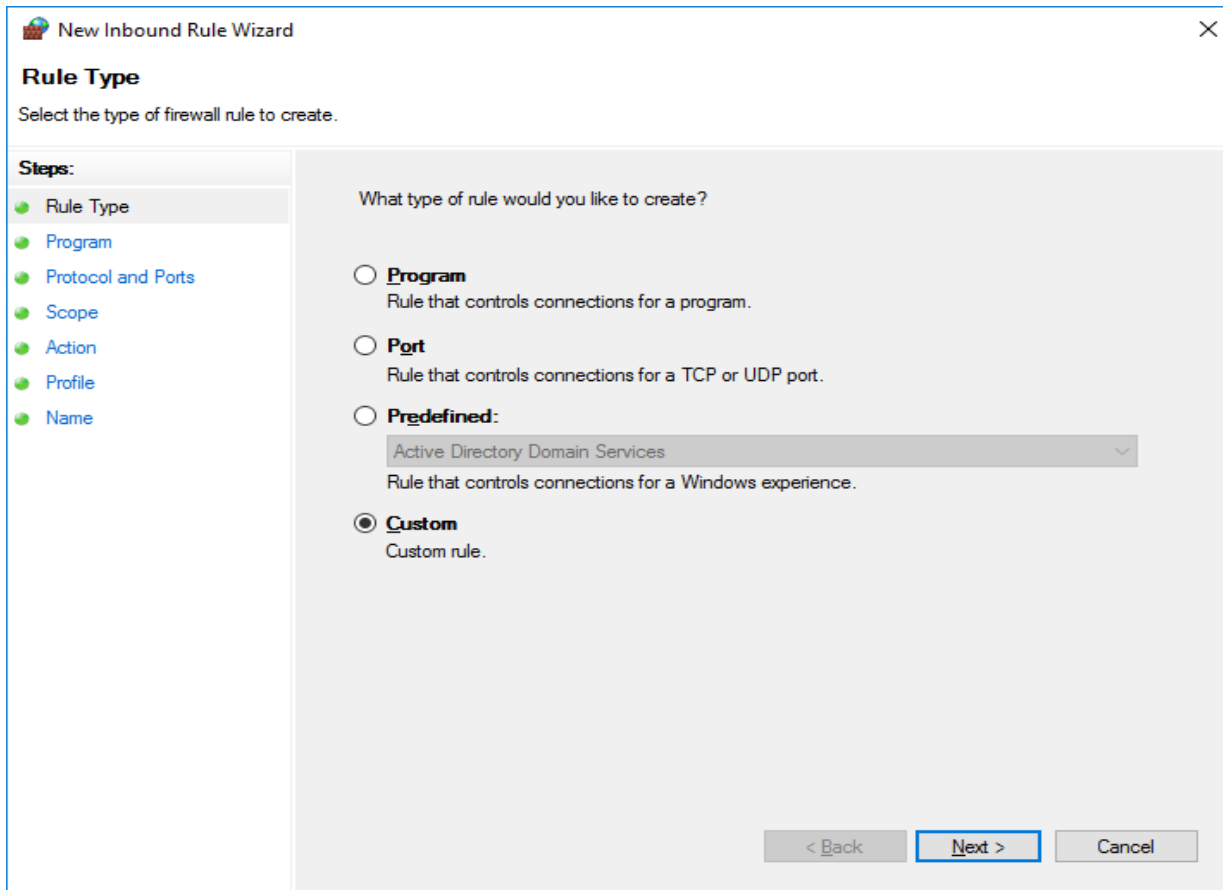 New Inbound Rule Wizard
Rule Type
Select the type of firewall rule to create.
Steps:
Rule Type
Program
Protocol and Ports
Scope
Action
Profile
Name
What type of rule would you like to create?
Program
Rule that controls connections for a program.
Port
Rule that controls connections for a TCP or UDP port.
Predefined:
Active Directory Domain Services
Rule that controls connections for a Windows experience.
Custom
Custom rule.
< Back Next > Cancel